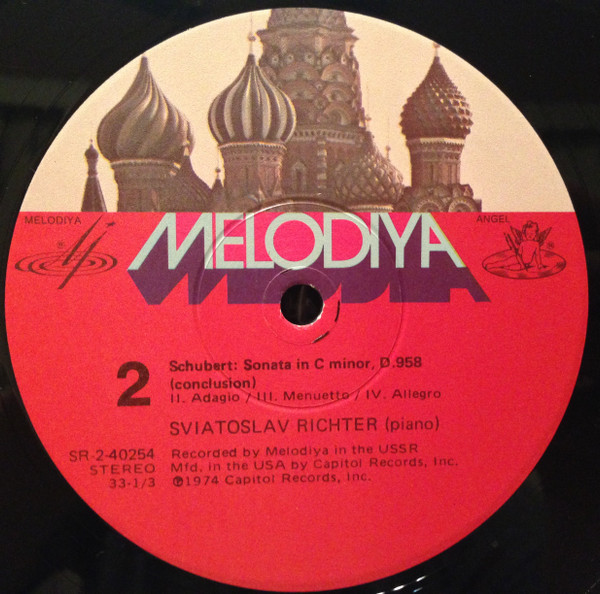 MELODIYA
ANGEL
® ®
MELODIYA
2
Schubert: Sonata in C minor, D.958
(conclusion)
II. Adagio / III. Menuetto / IV. Allegro
SVIATOSLAV RICHTER (piano)
SR-2-40254
STEREO
33-1/3
Recorded by Melodiya in the USSR
Mfd. in the USA by Capitol Records, Inc.
℗1974 Capitol Records, Inc.